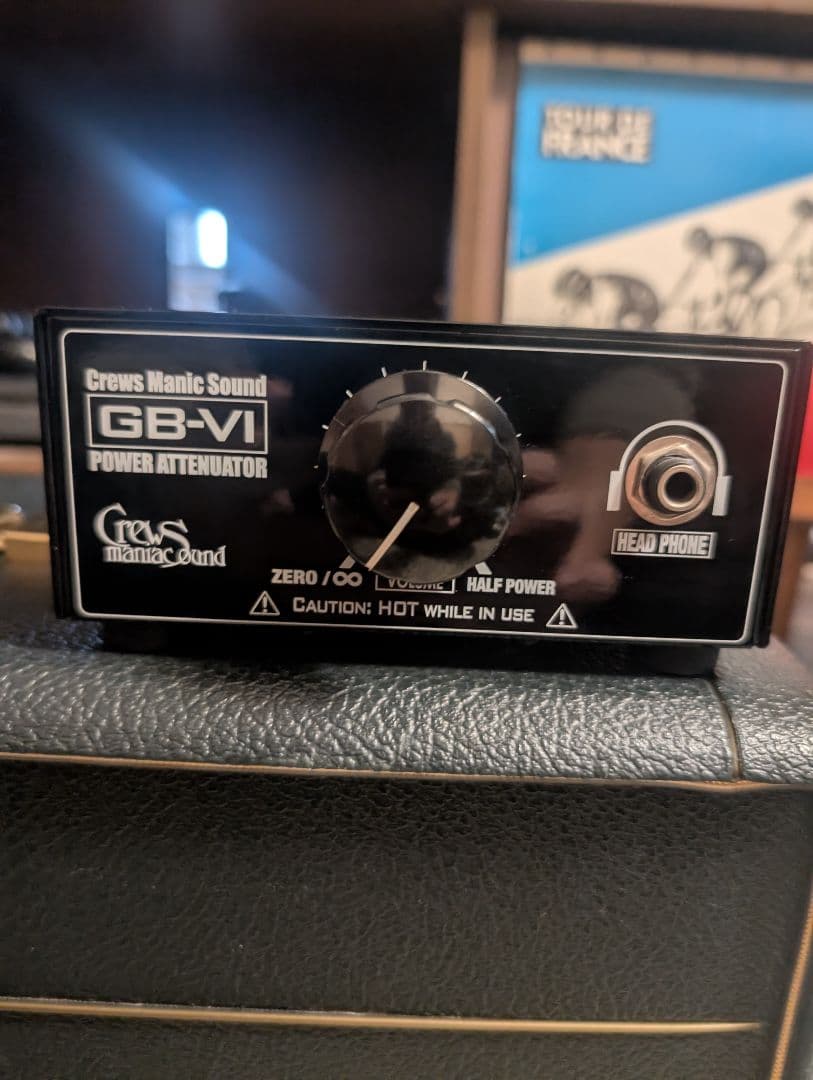 TOUR DE
FRANCE
Crews Manic Sound
GB-VI
POWER ATTENUATOR
Crews
maniac Sound
ZERO / ∞
VOLUME
HALF POWER
HEAD PHONE
CAUTION: HOT WHILE IN USE